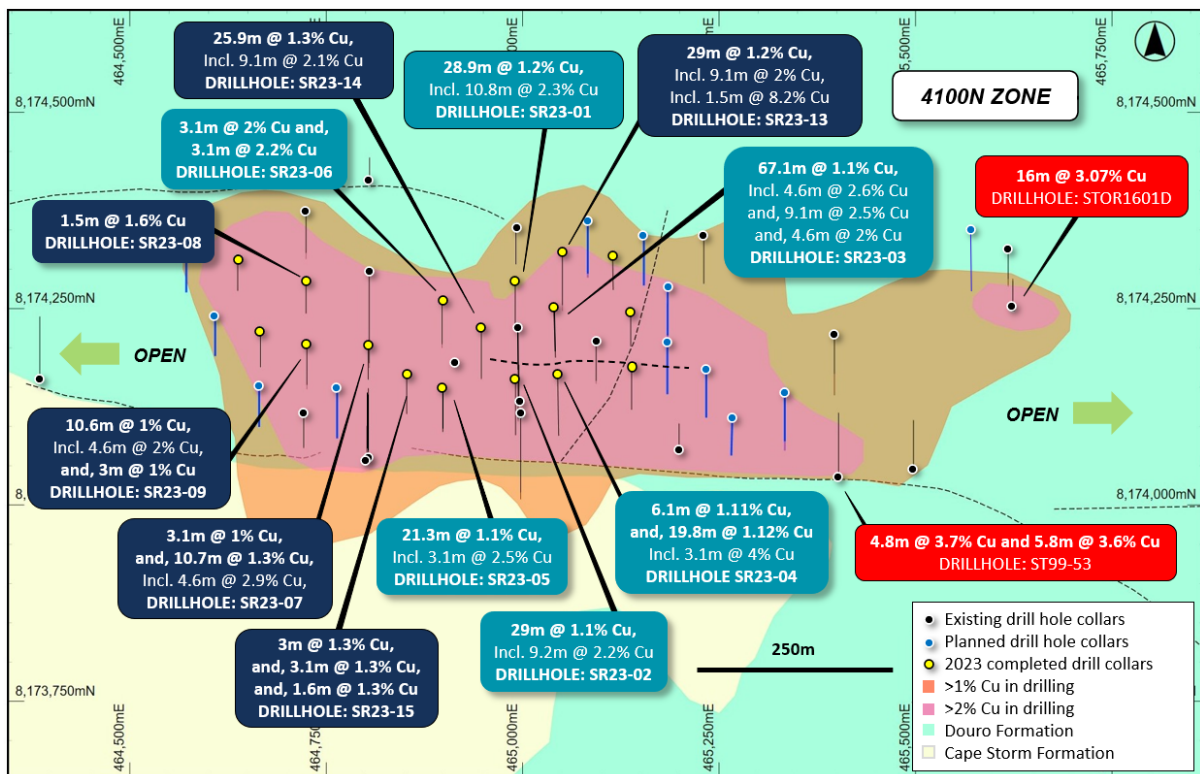 464,500mE
464,750mE
465,000mE
465,500mE
465,750mE
8,174,500mN
8,174,500mN
25.9m @ 1.3% Cu,
Incl. 9.1m @ 2.1% Cu
DRILLHOLE: SR23-14
28.9m @ 1.2% Cu,
Incl. 10.8m @ 2.3% Cu
DRILLHOLE: SR23-01
29m @ 1.2% Cu,
Incl. 9.1m @ 2% Cu,
Incl. 1.5m @ 8.2% Cu
DRILLHOLE: SR23-13
4100N ZONE
3.1m @ 2% Cu and,
3.1m @ 2.2% Cu
DRILLHOLE: SR23-06
67.1m @ 1.1% Cu,
Incl. 4.6m @ 2.6% Cu
and, 9.1m @ 2.5% Cu
and, 4.6m @ 2% Cu
DRILLHOLE: SR23-03
16m @ 3.07% Cu
DRILLHOLE: STOR1601D
1.5m @ 1.6% Cu
DRILLHOLE: SR23-08
8,174,250mN
8,174,250mN
OPEN
OPEN
10.6m @ 1% Cu,
Incl. 4.6m @ 2% Cu,
and, 3m @ 1% Cu
DRILLHOLE: SR23-09
8,174,000mN
3.1m @ 1% Cu,
and, 10.7m @ 1.3% Cu,
Incl. 4.6m @ 2.9% Cu,
DRILLHOLE: SR23-07
21.3m @ 1.1% Cu,
Incl. 3.1m @ 2.5% Cu
DRILLHOLE: SR23-05
6.1m @ 1.11% Cu,
and, 19.8m @ 1.12% Cu
Incl. 3.1m @ 4% Cu
DRILLHOLE SR23-04
4.8m @ 3.7% Cu and 5.8m @ 3.6% Cu
DRILLHOLE: ST99-53
3m @ 1.3% Cu,
and, 3.1m @ 1.3% Cu,
and, 1.6m @ 1.3% Cu
DRILLHOLE: SR23-15
29m @ 1.1% Cu,
Incl. 9.2m @ 2.2% Cu
DRILLHOLE: SR23-02
250m
8,173,750mN
464,500mE
464,750mE
465,000mE
465,250mE
465,500mE
Existing drill hole collars
Planned drill hole collars
2023 completed drill collars
>1% Cu in drilling
>2% Cu in drilling
Douro Formation
Cape Storm Formation